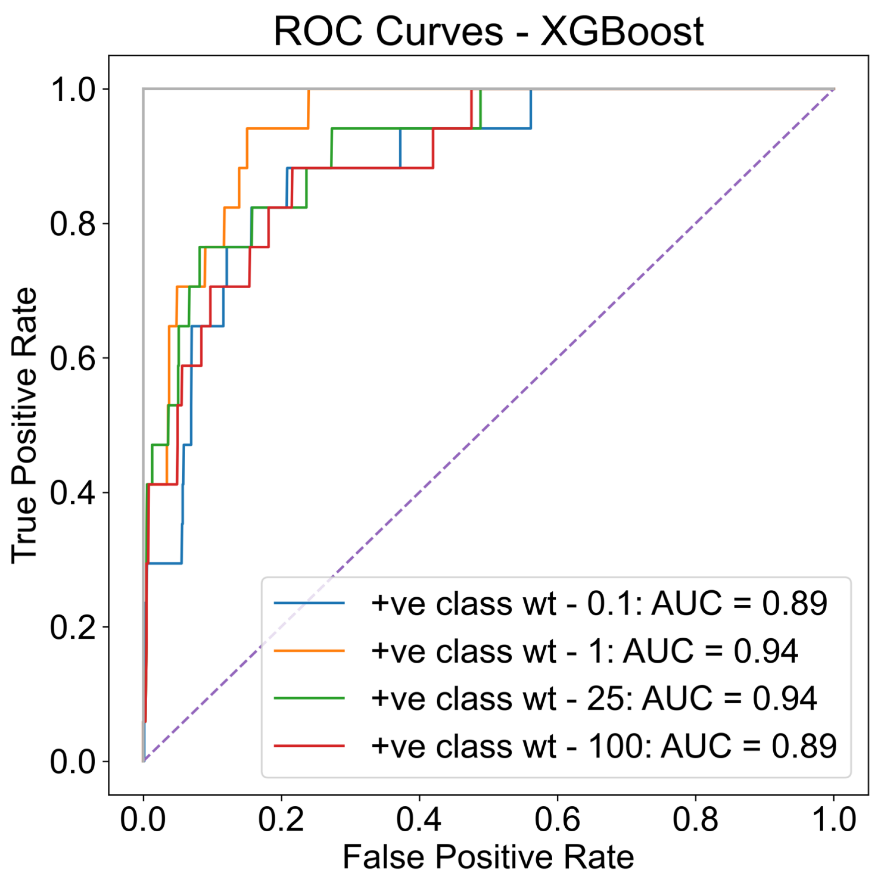 ROC Curves - XGBoost
True Positive Rate
1.0
0.8
0.6
0.4
0.2
0.0
+ve class wt - 0.1: AUC = 0.89
+ve class wt - 1: AUC = 0.94
+ve class wt - 25: AUC = 0.94
+ve class wt - 100: AUC = 0.89
0.0 0.2 0.4 0.6 0.8 1.0
False Positive Rate